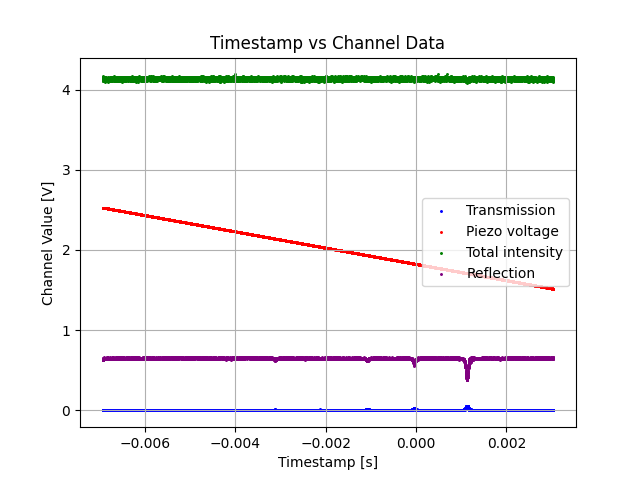 Timestamp vs Channel Data
Channel Value [V]
4
3
2
1
0
Transmission
Piezo voltage
Total intensity
Reflection
−0.006 −0.004 −0.002 0.000 0.002
Timestamp [s]